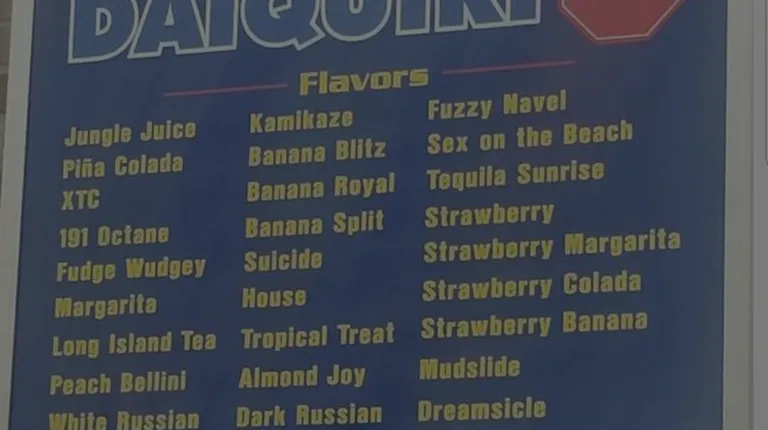 DAIQUIRI
Flavors
Jungle Juice
Piña Colada
XTC
191 Octane
Fudge Wudgey
Margarita
Long Island Tea
Peach Bellini
White Russian
Kamikaze
Banana Blitz
Banana Royal
Banana Split
Suicide
House
Tropical Treat
Almond Joy
Dark Russian
Fuzzy Navel
Sex on the Beach
Tequila Sunrise
Strawberry
Strawberry Margarita
Strawberry Colada
Strawberry Banana
Mudslide
Dreamsicle